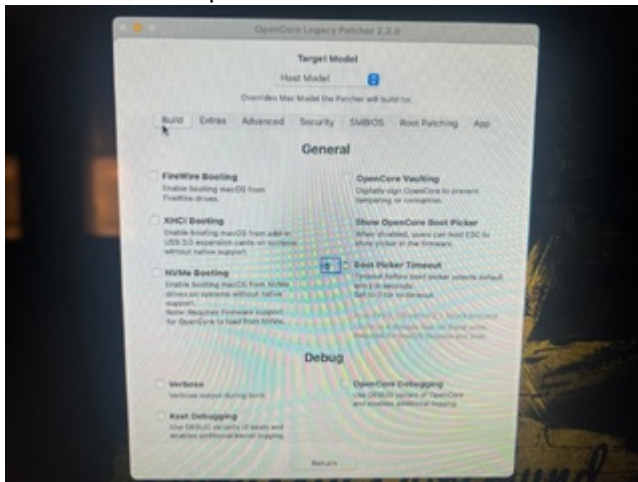 OpenCore Legacy Patcher 2.2.0
Target Model
Host Model
Overrides Mac Model the Patcher will build for.
Build Extras Advanced Security SMBIOS Root Patching App
General
FireWire Booting
Enable booting macOS from
FireWire drives.
XHCI Booting
Enable booting macOS from add-in
USB 3.0 expansion cards on systems
without native support.
NVMe Booting
Enable booting macOS from NVMe
drives on systems without native
support.
Note: Requires Firmware support
for OpenCore to load from NVMe.
OpenCore Vaulting
Digitally sign OpenCore to prevent
tampering or corruption.
Show OpenCore Boot Picker
When disabled, users can hold ESC to
show picker in the firmware.
Boot Picker Timeout
Timeout before boot picker selects default
entry in seconds.
Set to 0 for no timeout.
Debug
Verbose
Verbose output during boot
Kext Debugging
Use DEBUG variants of kexts and
enables additional kernel logging.
OpenCore Debugging
Use DEBUG variant of OpenCore
and enables additional logging.
Return